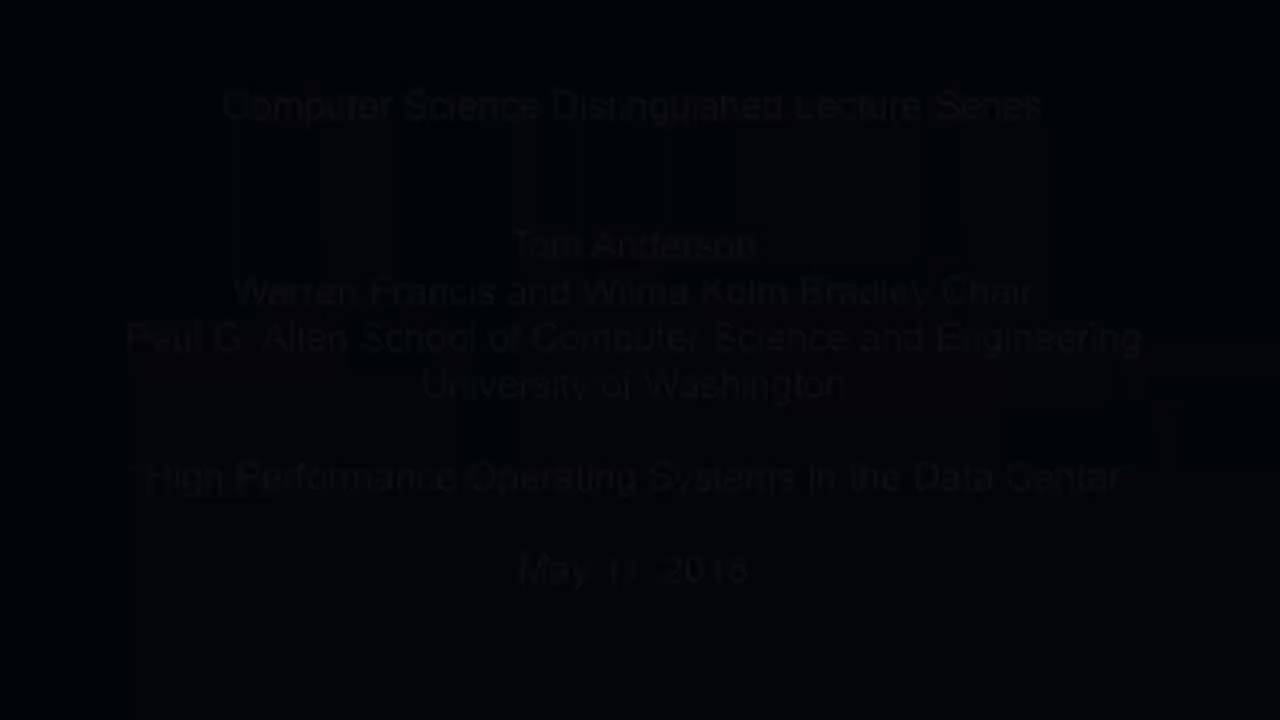 Computer Science Distinguished Lecture Series
Tom Anderson
Warren Francis and Wilma Kolm Bradley Chair
Paul G. Allen School of Computer Science and Engineering
University of Washington
"High Performance Operating Systems in the Data Center"
May 11, 2018